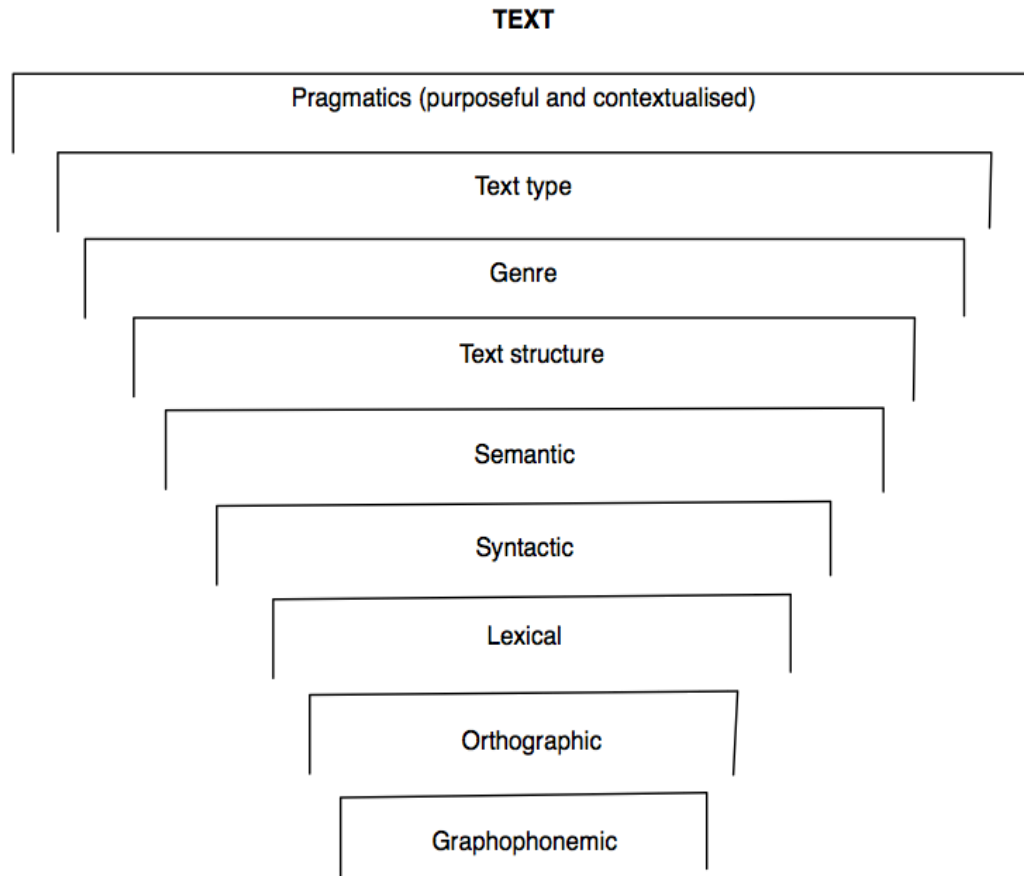 TEXT
Pragmatics (purposeful and contextualised)
Text type
Genre
Text structure
Semantic
Syntactic
Lexical
Orthographic
Graphophonemic